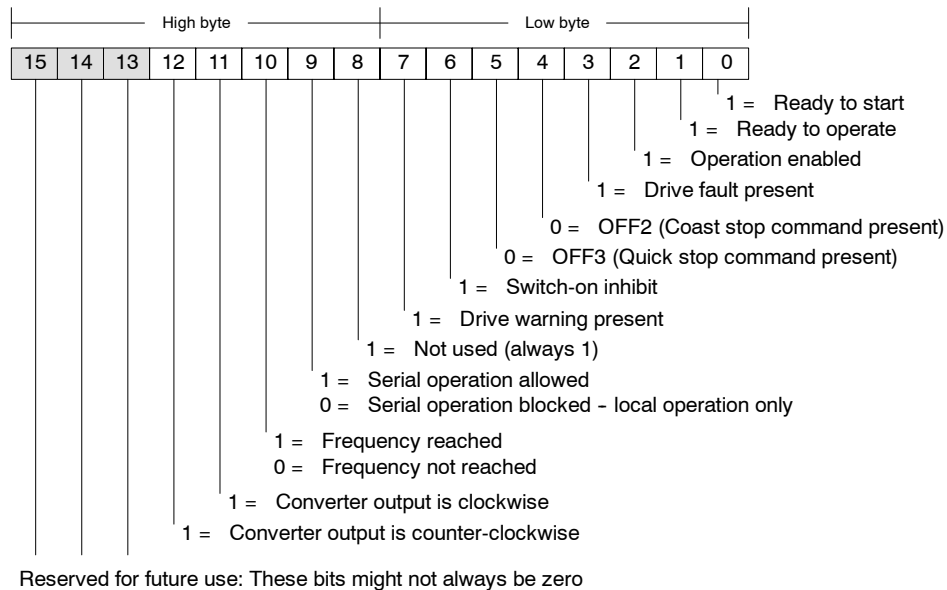 High byte Low byte
15 14 13 12 11 10 9 8 7 6 5 4 3 2 1 0
1 = Ready to start
1 = Ready to operate
1 = Operation enabled
1 = Drive fault present
0 = OFF2 (Coast stop command present)
0 = OFF3 (Quick stop command present)
1 = Switch-on inhibit
1 = Drive warning present
1 = Not used (always 1)
1 = Serial operation allowed
0 = Serial operation blocked - local operation only
1 = Frequency reached
0 = Frequency not reached
1 = Converter output is clockwise
1 = Converter output is counter-clockwise
Reserved for future use: These bits might not always be zero